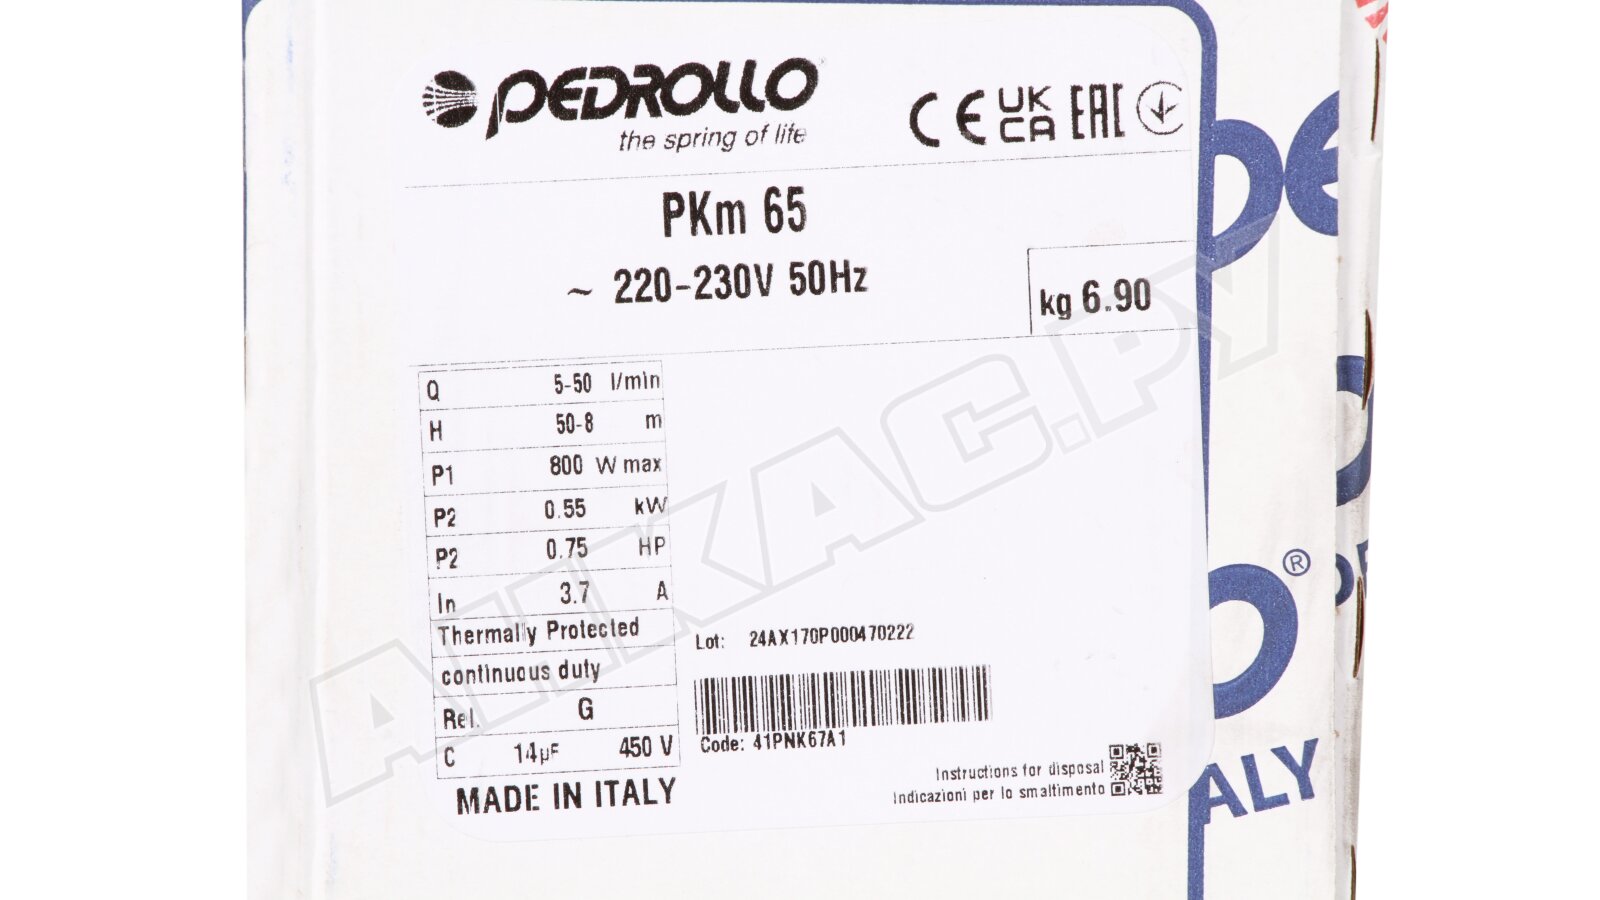 PEDROLLO
the spring of life
CE UK CA EAC
PKm 65
~ 220-230V 50Hz
kg 6.90
Q 5-50 l/min
H 50-8 m
P1 800 W max
P2 0.55 kW
P2 0.75 HP
In 3.7 A
Thermally Protected
continuous duty
Rel. G
C 14µF 450 V
MADE IN ITALY
Lot: 24AX170P000470222
Code: 41PNK67A1
Instructions for disposal
Indicazioni per lo smaltimento
pe
o®
ALY
АЛКАС.РУ